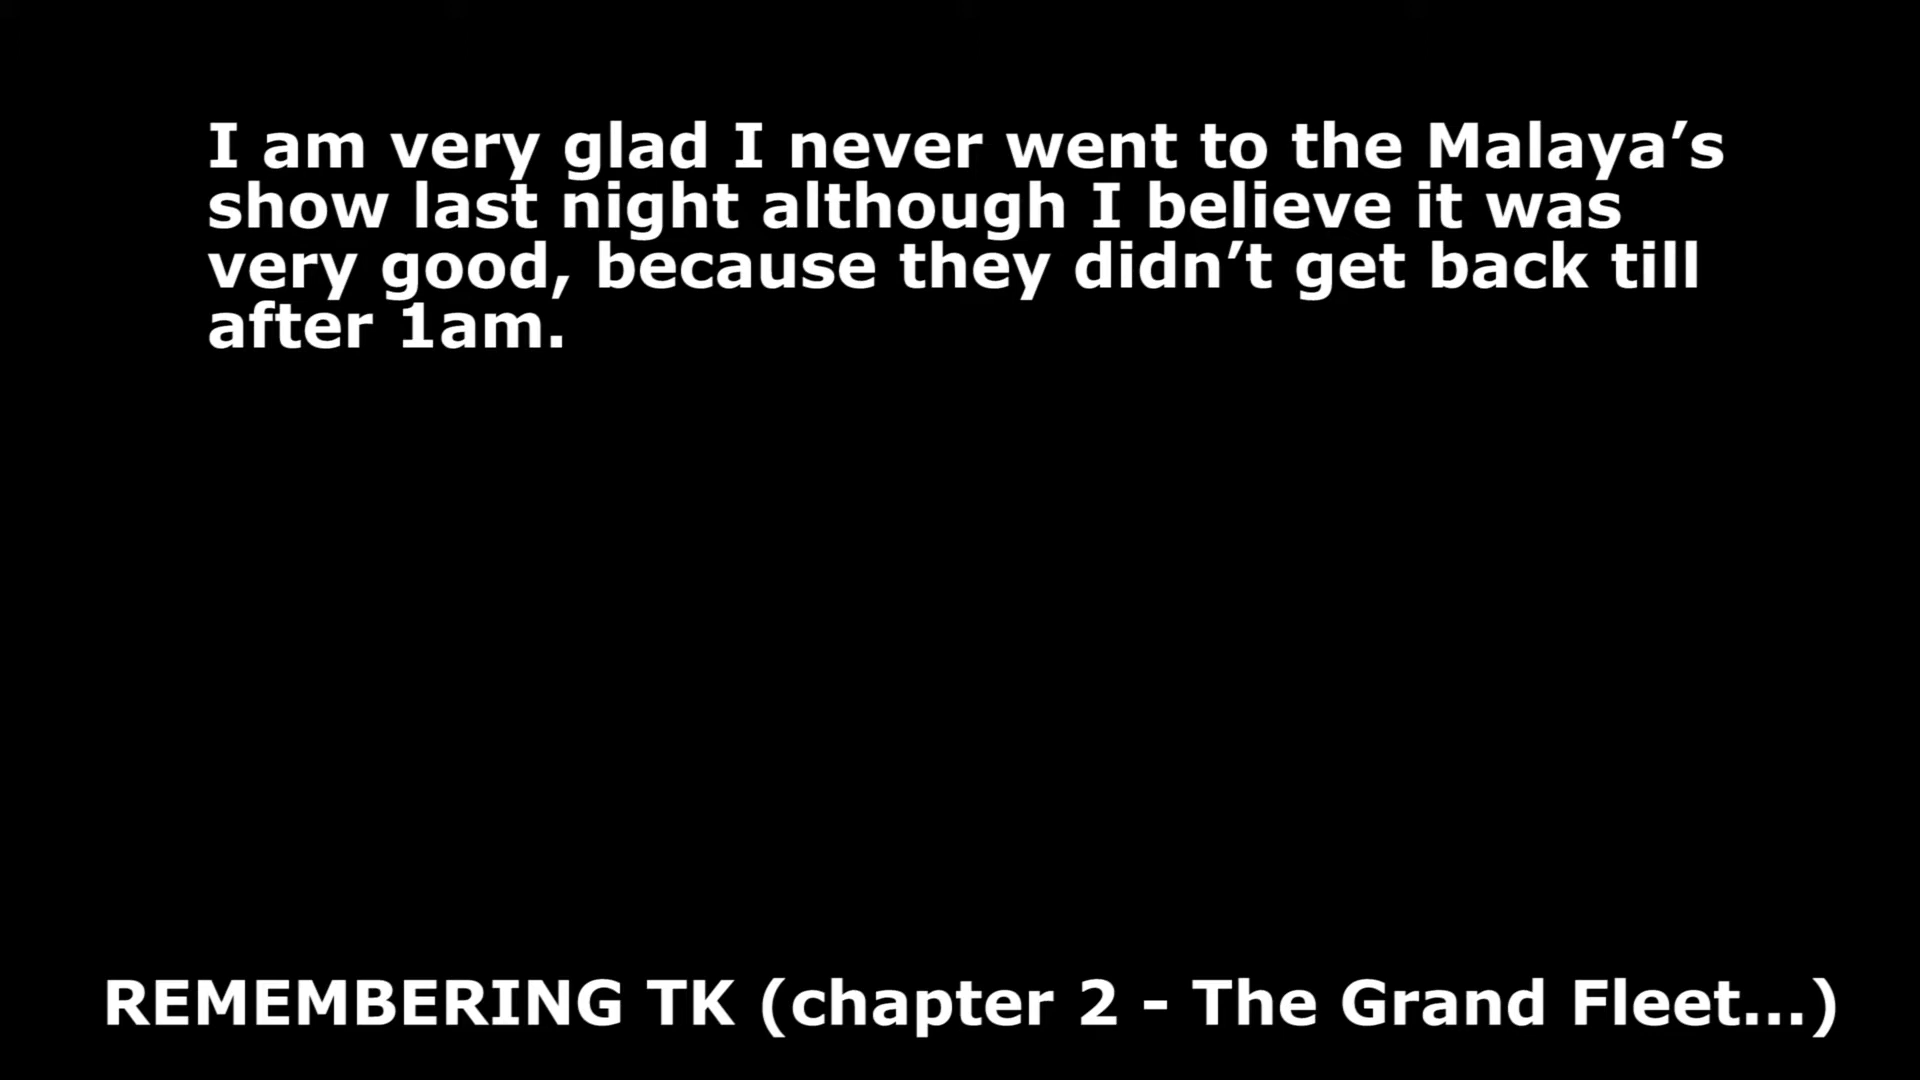 I am very glad I never went to the Malaya’s
show last night although I believe it was
very good, because they didn’t get back till
after 1am.
REMEMBERING TK (chapter 2 - The Grand Fleet...)